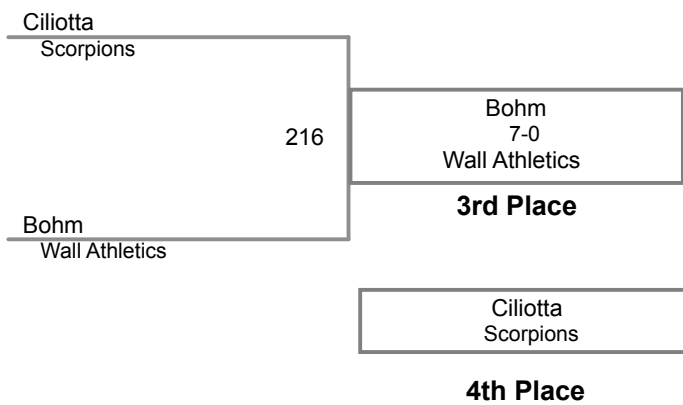 Ciliotta
Scorpions
216
Bohm
7-0
Wall Athletics
3rd Place
Bohm
Wall Athletics
Ciliotta
Scorpions
4th Place